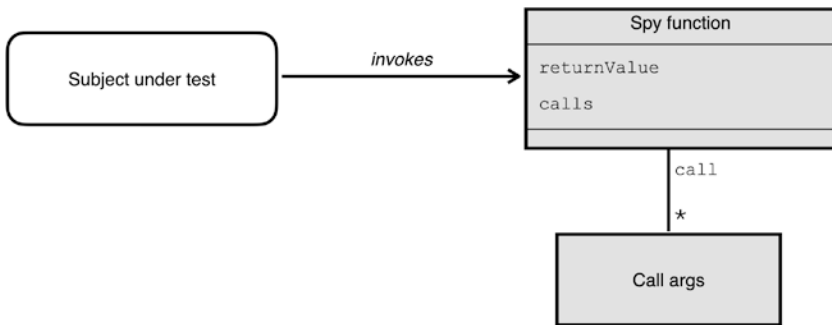 Spy function
Subject under test
invokes
returnValue
calls
call
*
Call args